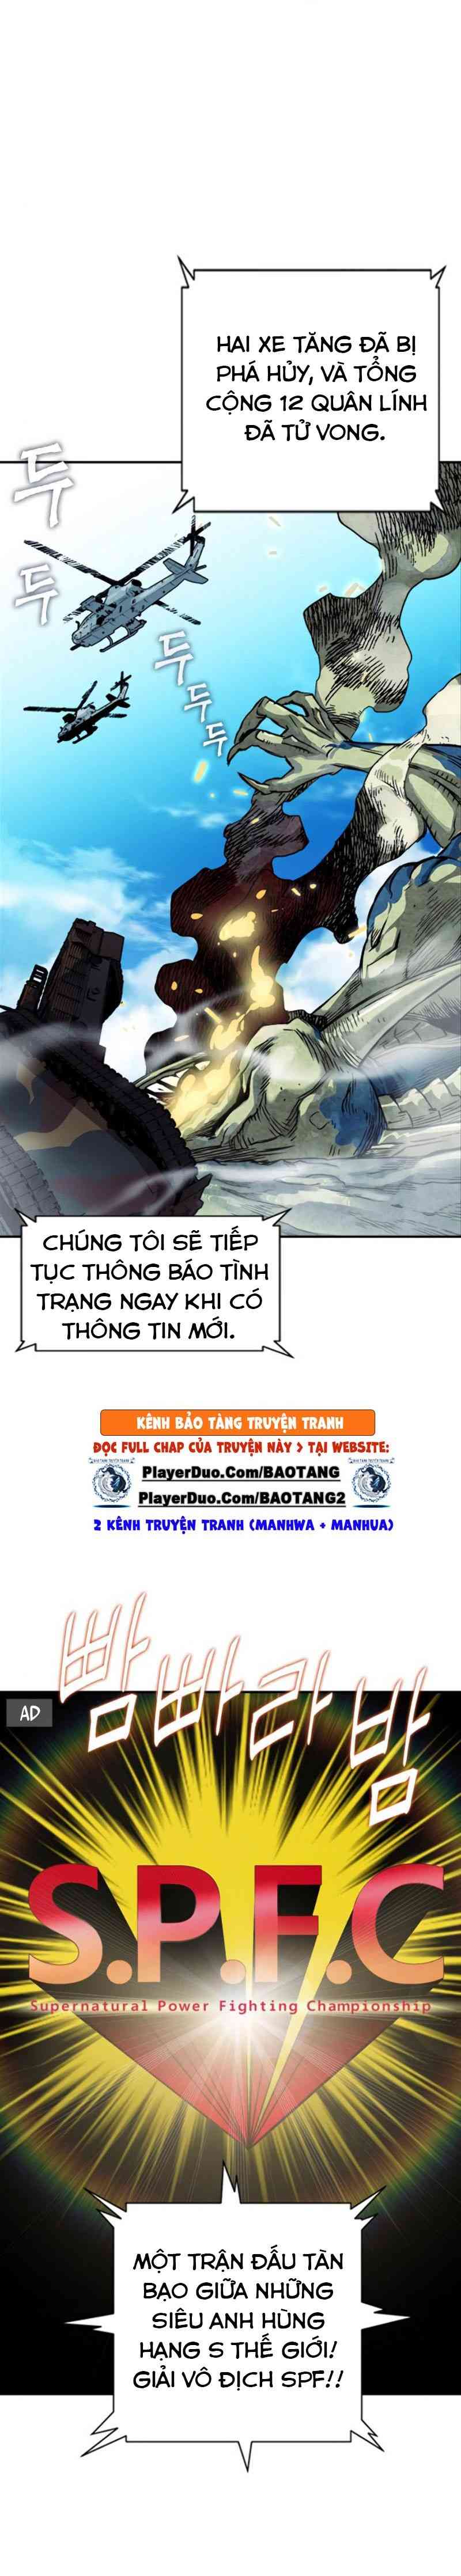 HAI XE TĂNG ĐÃ BỊ
PHÁ HỦY, VÀ TỔNG
CỘNG 12 QUÂN LÍNH
ĐÃ TỬ VONG.
두
두
두
두
두
CHÚNG TÔI SẼ TIẾP
TỤC THÔNG BÁO TÌNH
TRẠNG NGAY KHI CÓ
THÔNG TIN MỚI.
KÊNH BẢO TÀNG TRUYỆN TRANH
ĐỌC FULL CHAP CỦA TRUYỆN NÀY > TẠI WEBSITE:
PlayerDuo.Com/BAOTANG
PlayerDuo.Com/BAOTANG2
2 KÊNH TRUYỆN TRANH (MANHWA + MANHUA)
빰빠라밤
AD
S.P.F.C
Supernatural Power Fighting Championship
MỘT TRẬN ĐẤU TÀN
BẠO GIỮA NHỮNG
SIÊU ANH HÙNG
HẠNG S THẾ GIỚI!
GIẢI VÔ ĐỊCH SPF!!